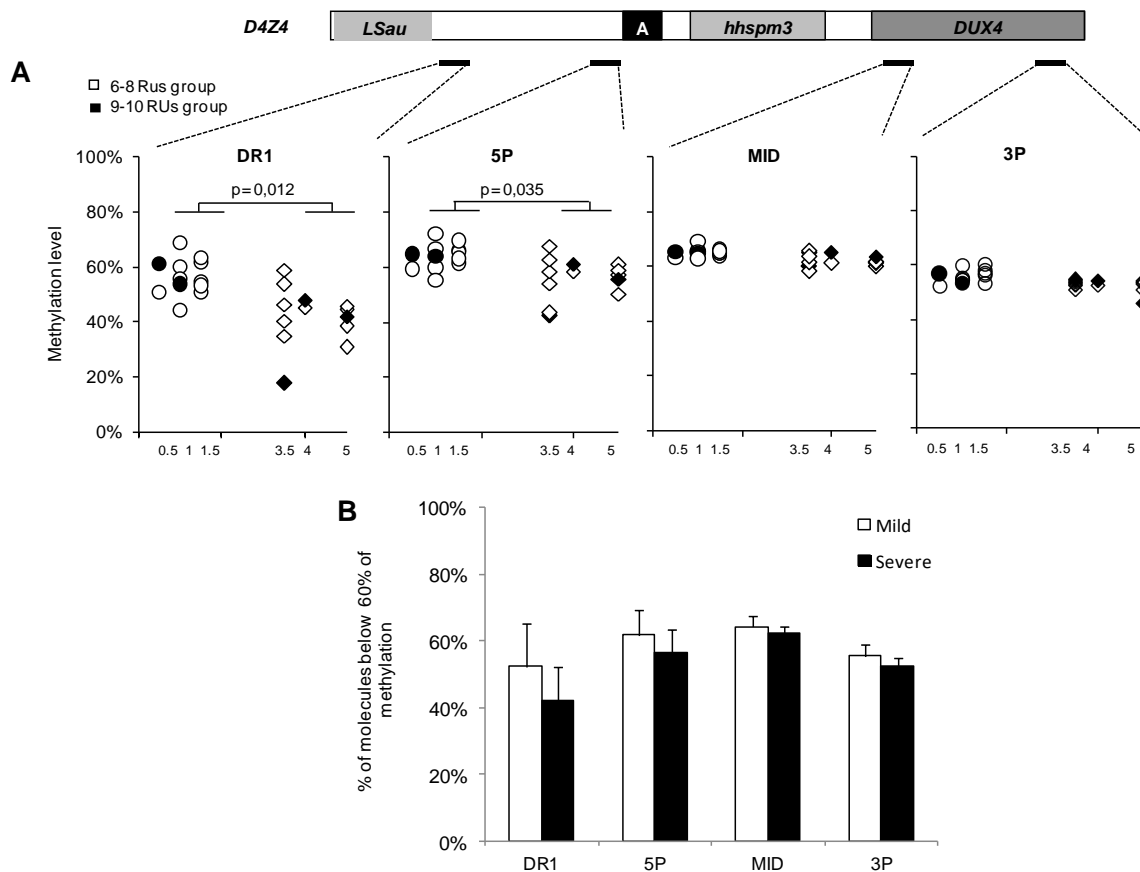 D4Z4 LSau A hhspm3 DUX4
A
6-8 Rus group
9-10 RUs group
DR1 5P MID 3P
p=0,012 p=0,035
Methylation level
100%
80%
60%
40%
20%
0%
0.5 1 1.5 3.5 4 5 0.5 1 1.5 3.5 4 5 0.5 1 1.5 3.5 4 5 0.5 1 1.5 3.5 4 5
B
Mild
Severe
% of molecules below 60% of
methylation
100%
80%
60%
40%
20%
0%
DR1 5P MID 3P